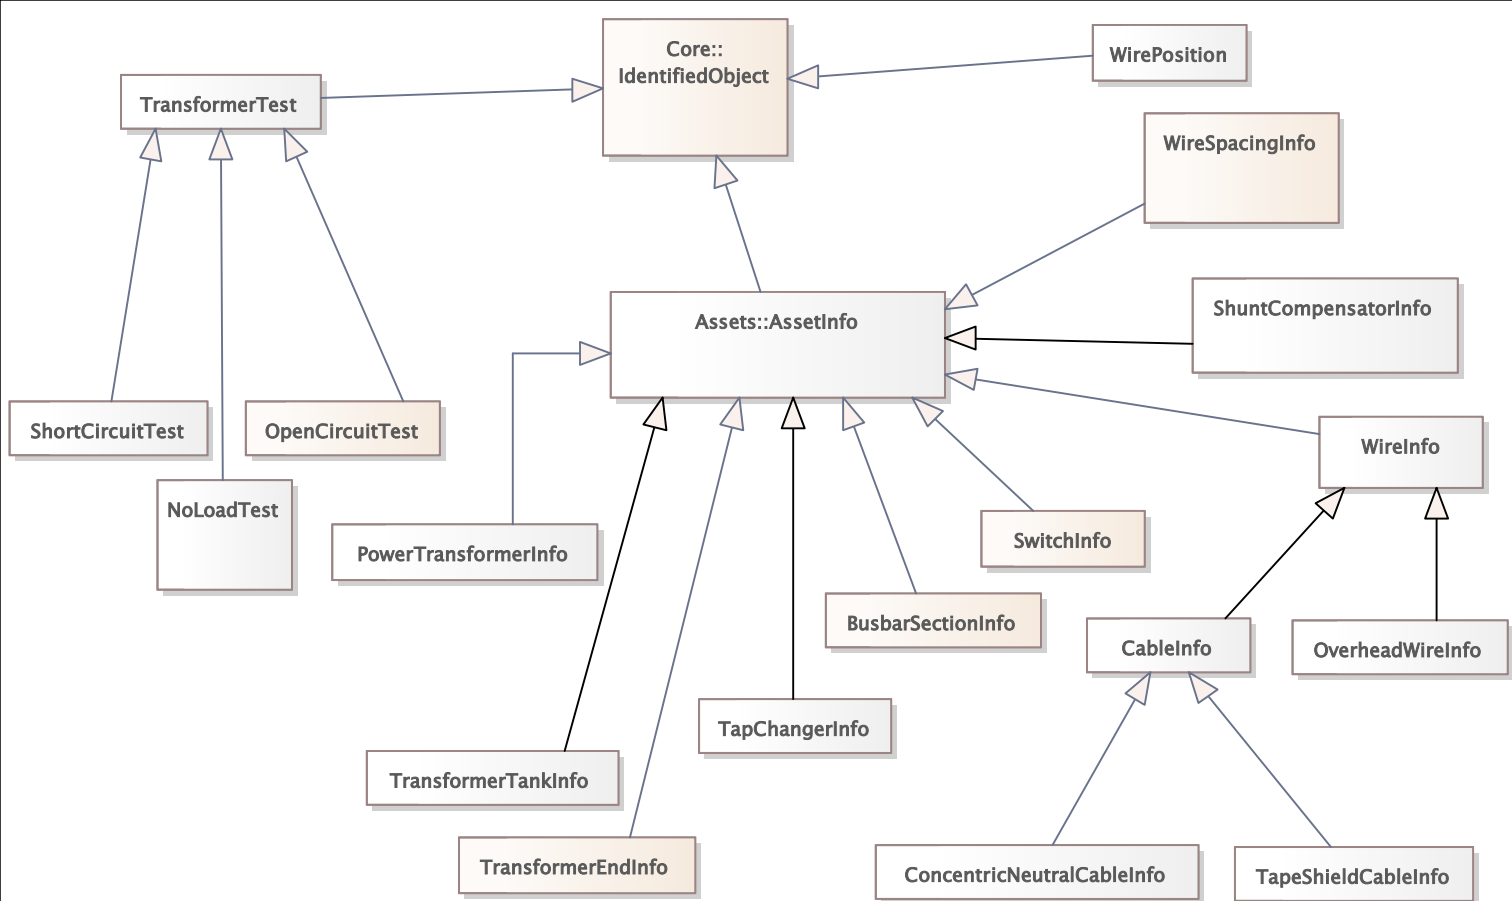 Core::
IdentifiedObject
WirePosition
TransformerTest
WireSpacingInfo
Assets::AssetInfo
ShuntCompensatorInfo
ShortCircuitTest
OpenCircuitTest
WireInfo
NoLoadTest
PowerTransformerInfo
SwitchInfo
BusbarSectionInfo
CableInfo
OverheadWireInfo
TapChangerInfo
TransformerTankInfo
TransformerEndInfo
ConcentricNeutralCableInfo
TapeShieldCableInfo